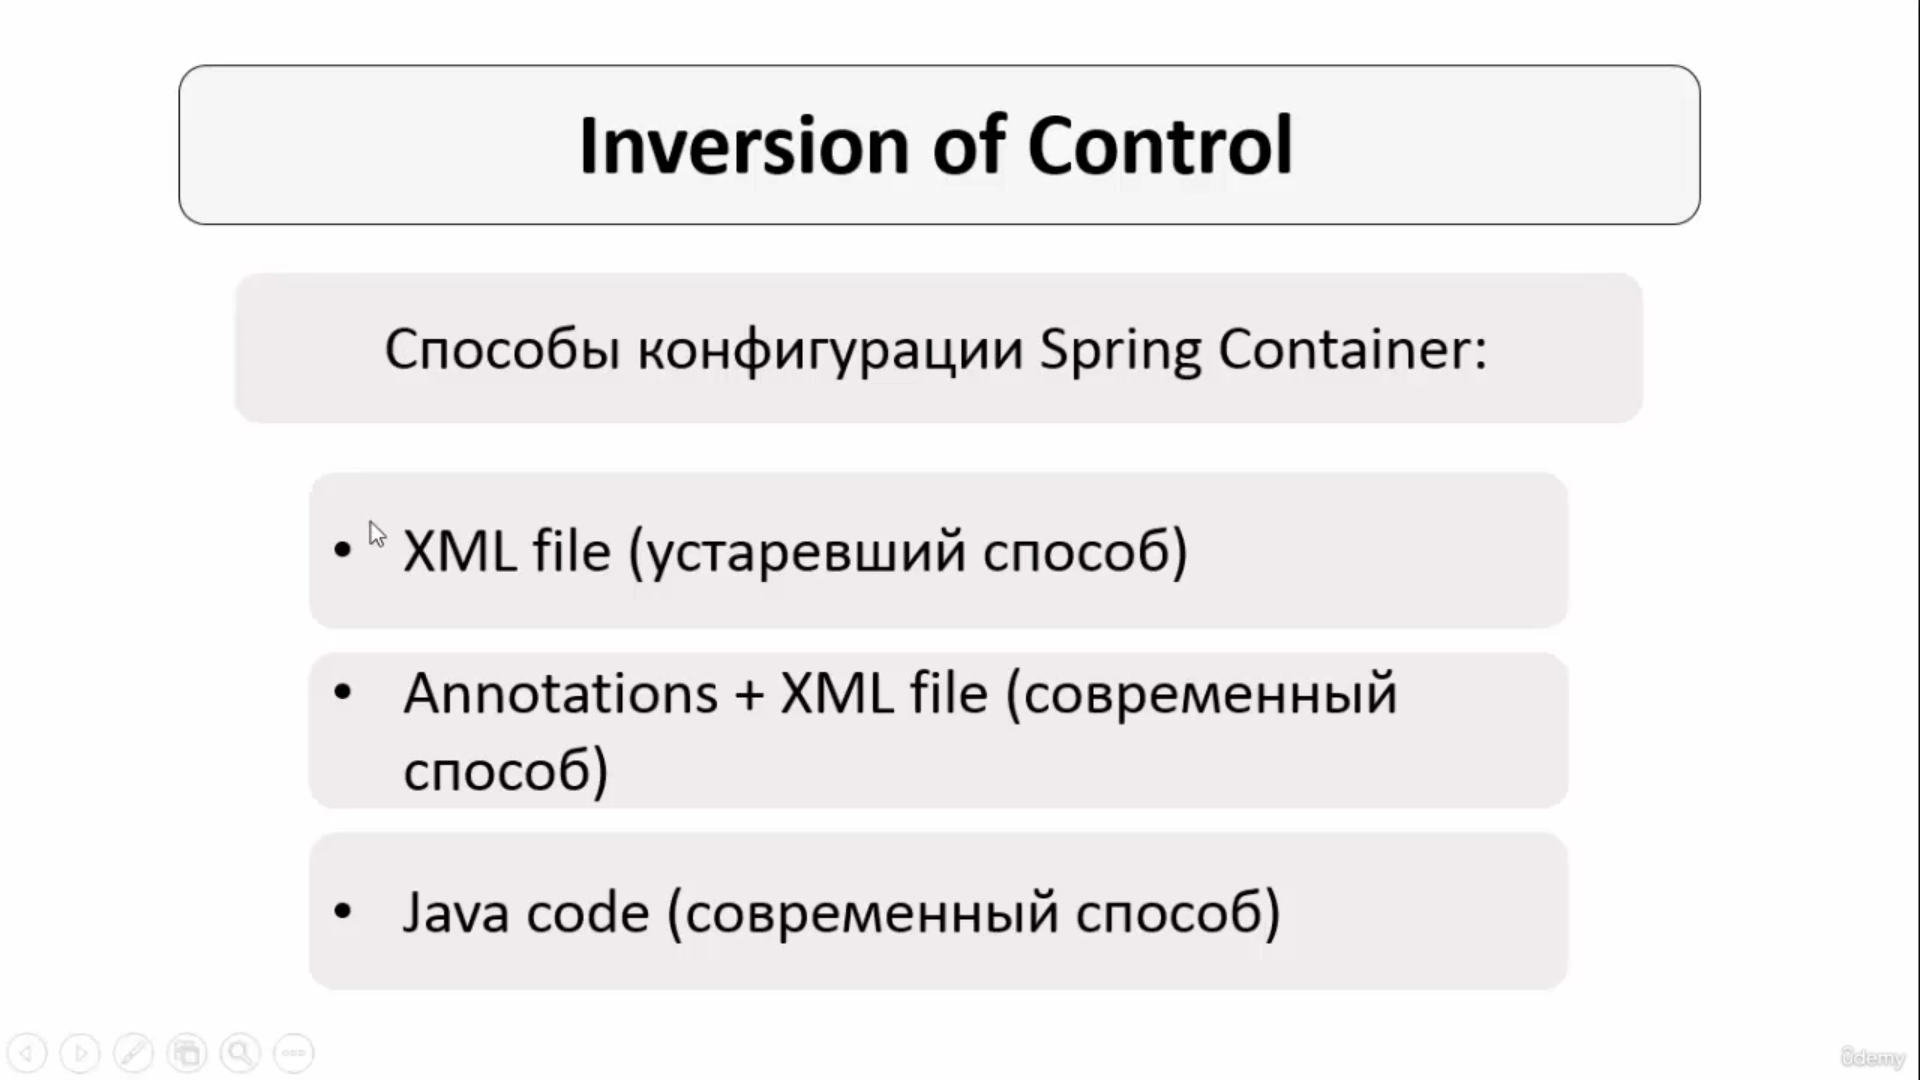 Inversion of Control
Способы конфигурации Spring Container:
• XML file (устаревший способ)
• Annotations + XML file (современный
способ)
• Java code (современный способ)
ûdemy